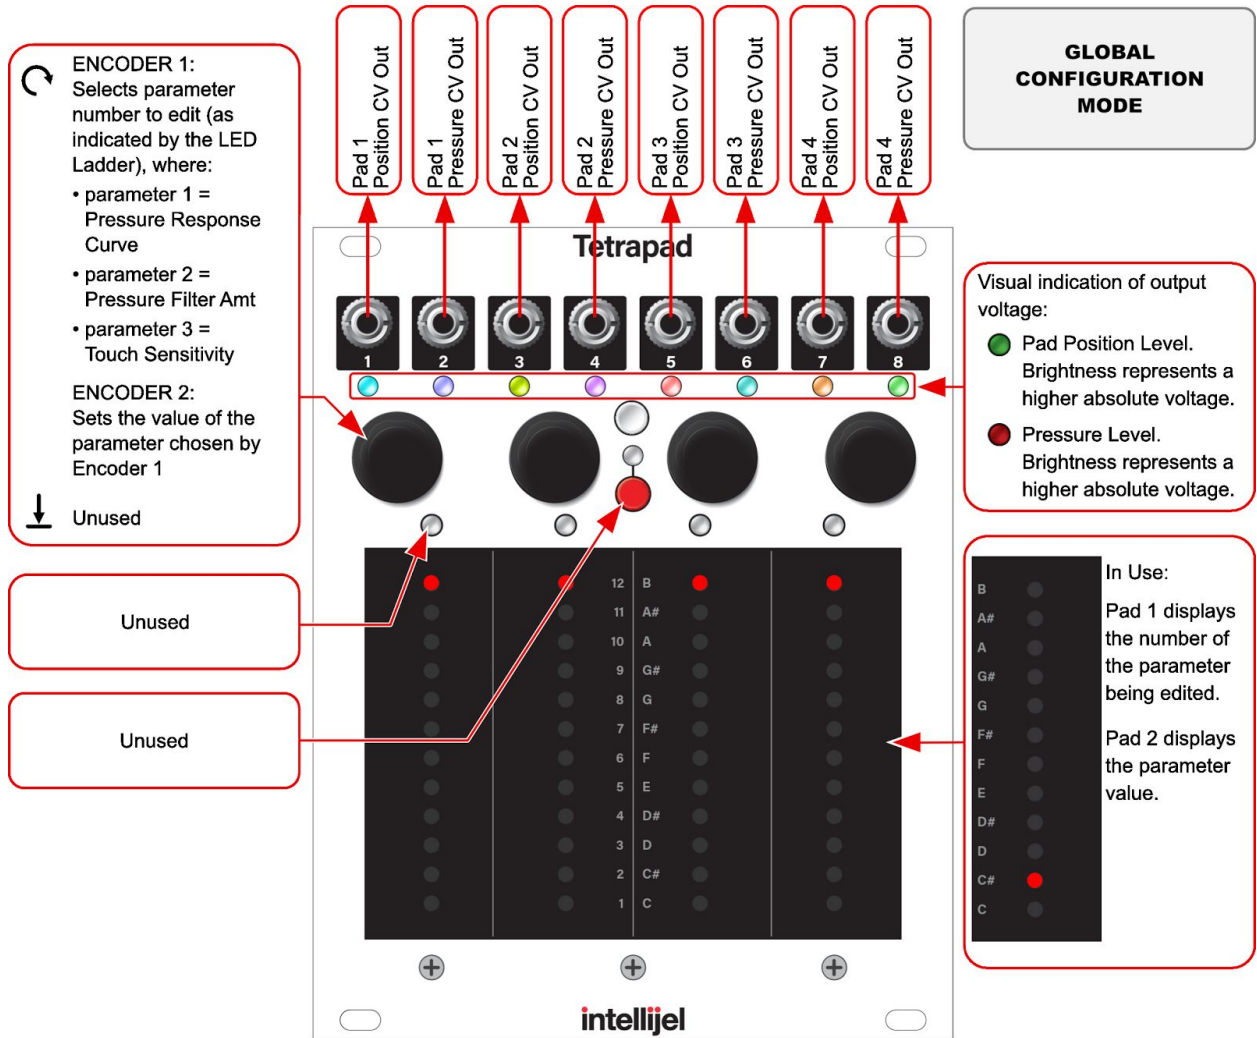 Pad 1
Position CV Out
Pad 1
Pressure CV Out
Pad 2
Position CV Out
Pad 2
Pressure CV Out
Pad 3
Position CV Out
Pad 3
Pressure CV Out
Pad 4
Position CV Out
Pad 4
Pressure CV Out
GLOBAL
CONFIGURATION
MODE
ENCODER 1:
Selects parameter
number to edit (as
indicated by the LED
Ladder), where:
• parameter 1 =
Pressure Response
Curve
• parameter 2 =
Pressure Filter Amt
• parameter 3 =
Touch Sensitivity
ENCODER 2:
Sets the value of the
parameter chosen by
Encoder 1
Unused
Unused
Unused
Tetrapad
1 2 3 4 5 6 7 8
Visual indication of output
voltage:
Pad Position Level.
Brightness represents a
higher absolute voltage.
Pressure Level.
Brightness represents a
higher absolute voltage.
12 B
11 A#
10 A
9 G#
8 G
7 F#
6 F
5 E
4 D#
3 D
2 C#
1 C
B
A#
A
G#
G
F#
F
E
D#
D
C#
C
In Use:
Pad 1 displays
the number of
the parameter
being edited.
Pad 2 displays
the parameter
value.
intellijel